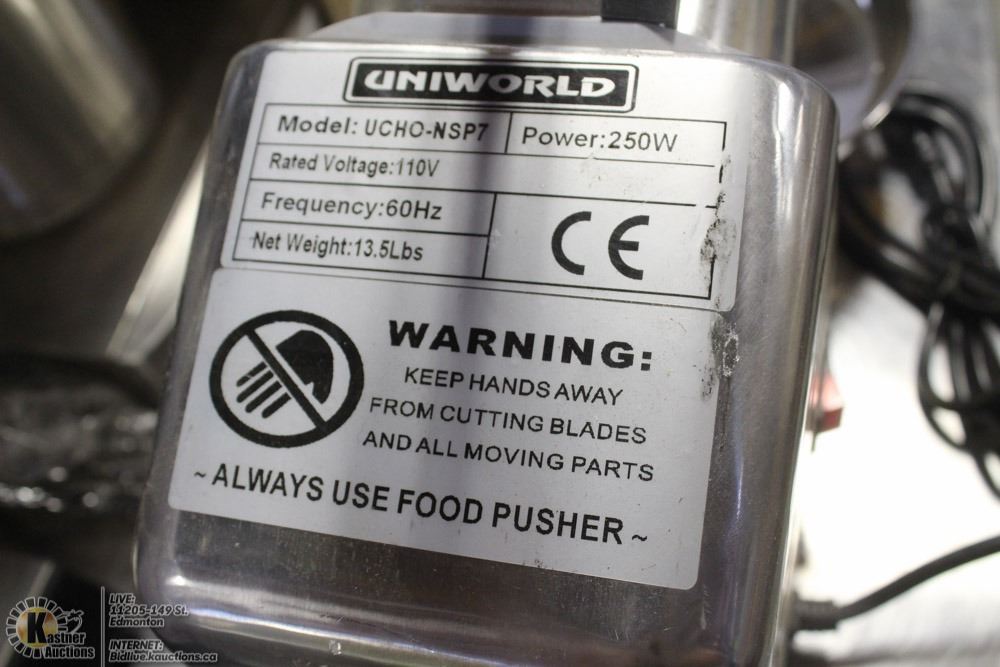 UNIWORLD
Model: UCHO-NSP7 Power:250W
Rated Voltage:110V
Frequency:60Hz
Net Weight:13.5Lbs
CE
WARNING:
KEEP HANDS AWAY
FROM CUTTING BLADES
AND ALL MOVING PARTS
~ ALWAYS USE FOOD PUSHER ~
Kastner
Auctions
LIVE:
11205-149 St.
Edmonton
INTERNET:
Bidlive.kauctions.ca